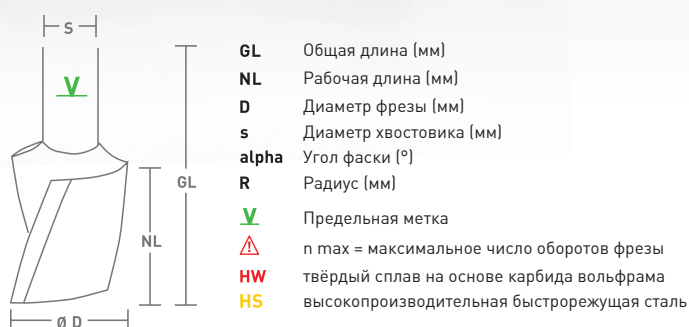 s
V
GL
NL
ø D
GL Общая длина (мм)
NL Рабочая длина (мм)
D Диаметр фрезы (мм)
s Диаметр хвостовика (мм)
alpha Угол фаски (°)
R Радиус (мм)
V Предельная метка
⚠ n max = максимальное число оборотов фрезы
HW твёрдый сплав на основе карбида вольфрама
HS высокопроизводительная быстрорежущая сталь